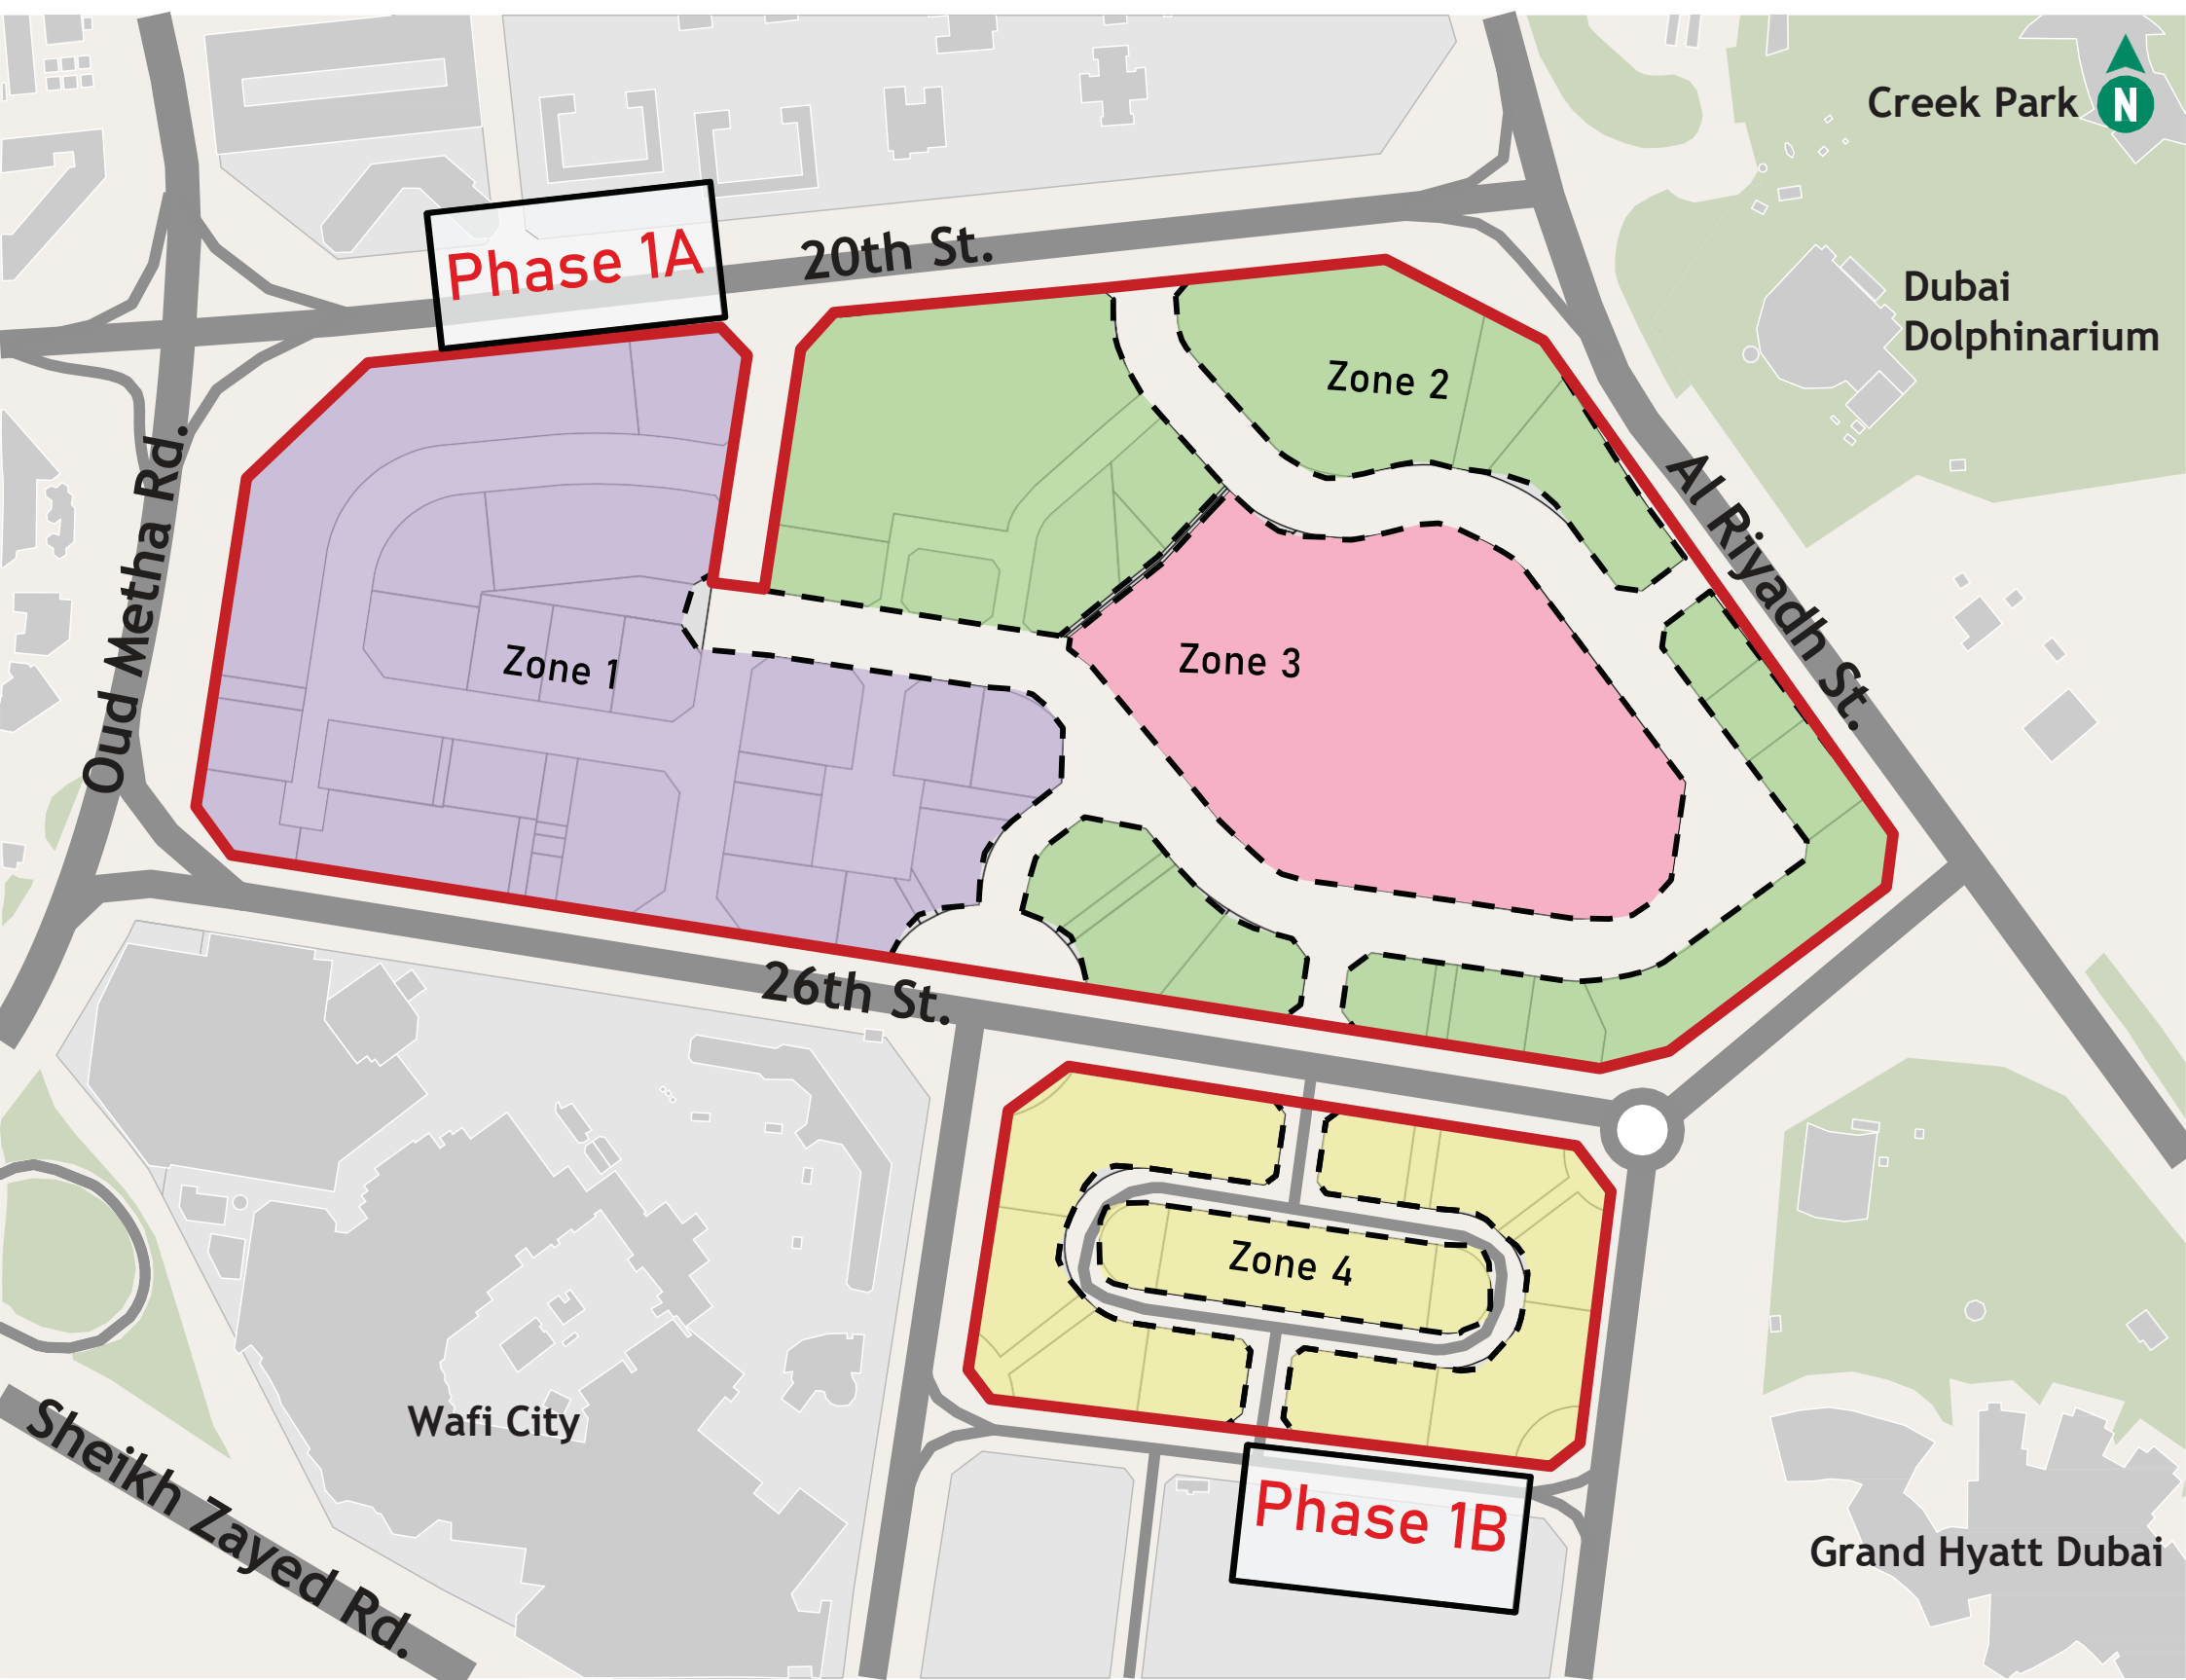 Creek Park
N
Phase 1A
20th St.
Dubai
Dolphinarium
Zone 2
Al Riyadh St.
Oud Metha Rd.
Zone 1
Zone 3
26th St.
Zone 4
Wafi City
Sheikh Zayed Rd.
Phase 1B
Grand Hyatt Dubai